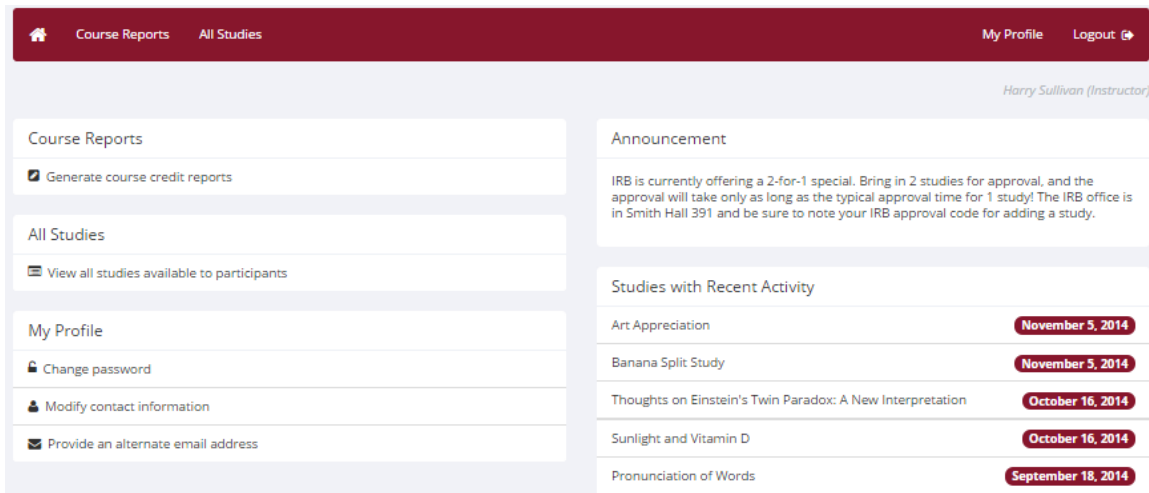 Course Reports All Studies My Profile Logout
Harry Sullivan (Instructor)
Course Reports
Generate course credit reports
All Studies
View all studies available to participants
My Profile
Change password
Modify contact information
Provide an alternate email address
Announcement
IRB is currently offering a 2-for-1 special. Bring in 2 studies for approval, and the
approval will take only as long as the typical approval time for 1 study! The IRB office is
in Smith Hall 391 and be sure to note your IRB approval code for adding a study.
Studies with Recent Activity
Art Appreciation November 5, 2014
Banana Split Study November 5, 2014
Thoughts on Einstein's Twin Paradox: A New Interpretation October 16, 2014
Sunlight and Vitamin D October 16, 2014
Pronunciation of Words September 18, 2014